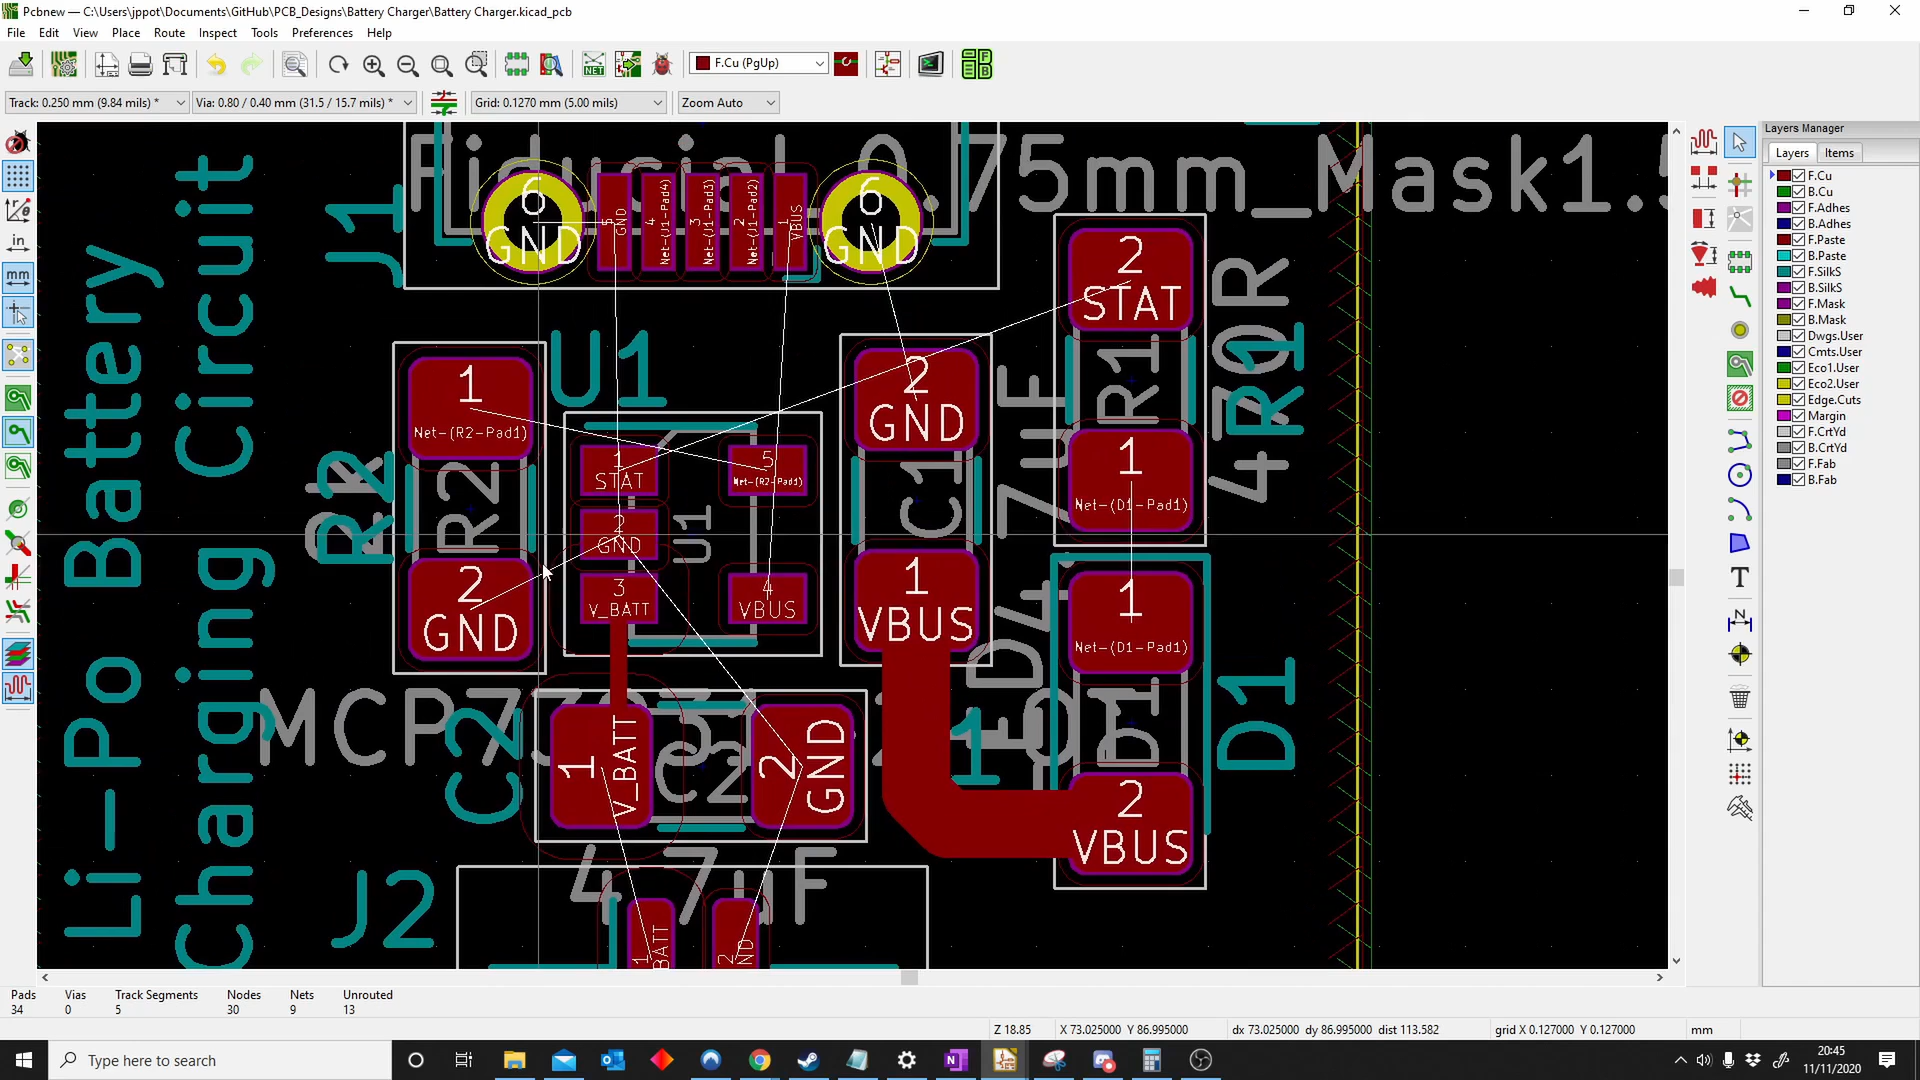 Pcbnew — C:\Users\jppot\Documents\GitHub\PCB_Designs\Battery Charger\Battery Charger.kicad_pcb
File Edit View Place Route Inspect Tools Preferences Help
F.Cu (PgUp)
Track: 0.250 mm (9.84 mils) *
Via: 0.80 / 0.40 mm (31.5 / 15.7 mils) *
Grid: 0.1270 mm (5.00 mils)
Zoom Auto
in
mm
Layers Manager
Layers Items
F.Cu
B.Cu
F.Adhes
B.Adhes
F.Paste
B.Paste
F.SilkS
B.SilkS
F.Mask
B.Mask
Dwgs.User
Cmts.User
Eco1.User
Eco2.User
Edge.Cuts
Margin
F.CrtYd
B.CrtYd
F.Fab
B.Fab
Li-Po Battery
Charging Circuit
J1
6
GND
5
GND
4
Net-(J1-Pad4)
3
Net-(J1-Pad3)
2
Net-(J1-Pad2)
1
VBUS
6
GND
U1
R2
1
Net-(R2-Pad1)
R2
2
GND
1
STAT
2
GND
3
V_BATT
5
Net-(R2-Pad1)
4
VBUS
U1
2
GND
C1
1
VBUS
2
STAT
R1
1
Net-(D1-Pad1)
470R
R1
1
Net-(D1-Pad1)
D1
2
VBUS
D1
C2
1
V_BATT
C2
2
GND
J2
1
BATT
2
Pads Vias Track Segments Nodes Nets Unrouted
34 0 5 30 9 13
Z 18.85
X 73.025000 Y 86.995000
dx 73.025000 dy 86.995000 dist 113.582
grid X 0.127000 Y 0.127000
mm
Type here to search
20:45
11/11/2020